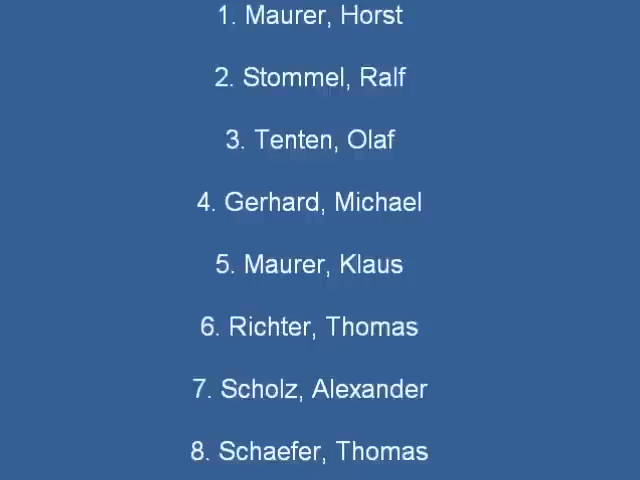 1. Maurer, Horst
2. Stommel, Ralf
3. Tenten, Olaf
4. Gerhard, Michael
5. Maurer, Klaus
6. Richter, Thomas
7. Scholz, Alexander
8. Schaefer, Thomas